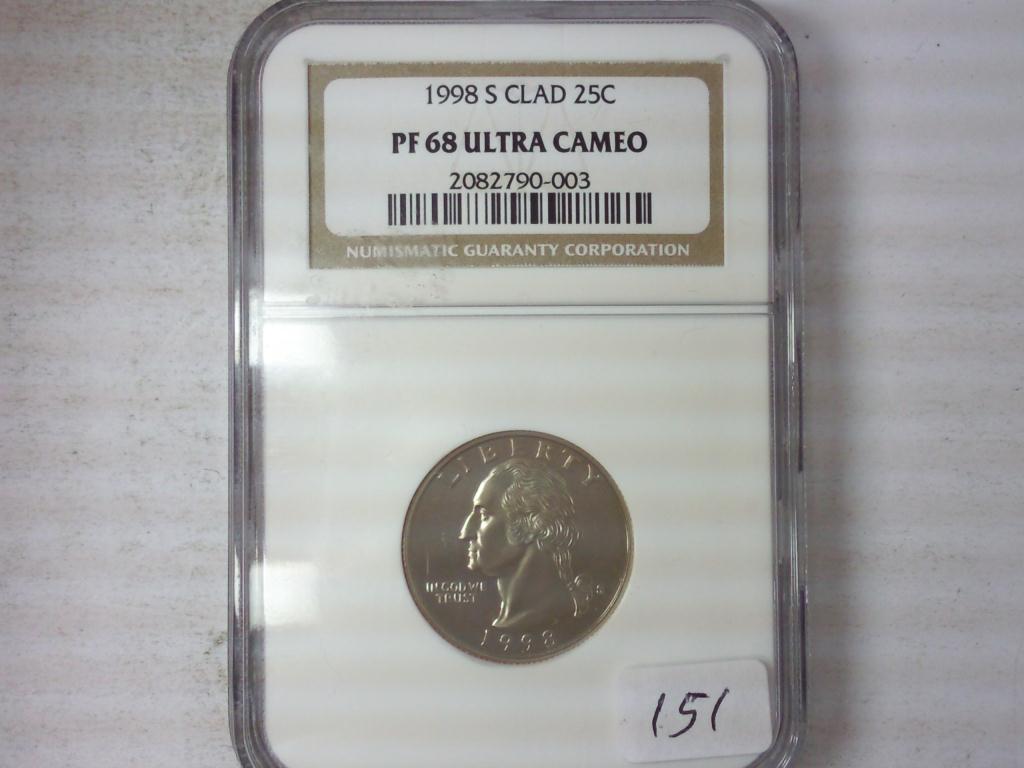 1998 S CLAD 25C
PF 68 ULTRA CAMEO
2082790-003
NUMISMATIC GUARANTY CORPORATION
LIBERTY
IN GOD WE
TRUST
1998
151